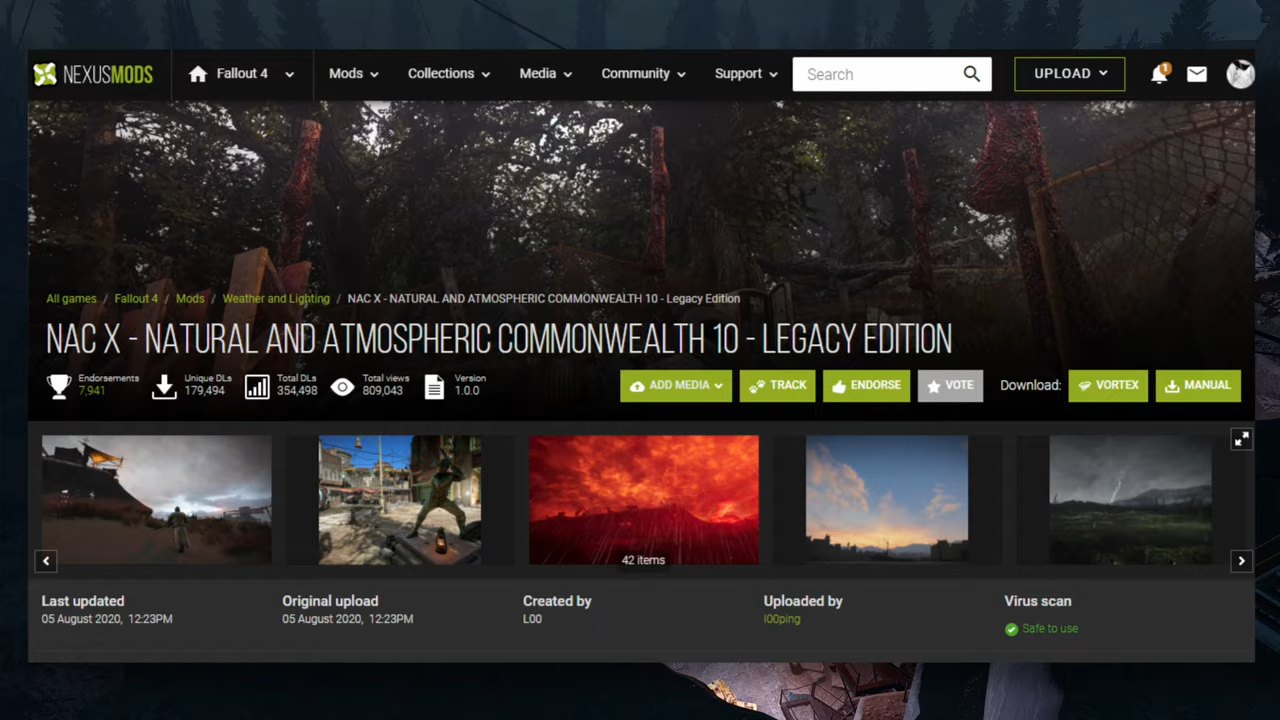 NEXUSMODS
Fallout 4
Mods
Collections
Media
Community
Support
Search
UPLOAD
1
All games / Fallout 4 / Mods / Weather and Lighting / NAC X - NATURAL AND ATMOSPHERIC COMMONWEALTH 10 - Legacy Edition
NAC X - NATURAL AND ATMOSPHERIC COMMONWEALTH 10 - LEGACY EDITION
Endorsements
7,941
Unique DLs
179,494
Total DLs
354,498
Total views
809,043
Version
1.0.0
ADD MEDIA
TRACK
ENDORSE
VOTE
Download:
VORTEX
MANUAL
42 items
Last updated
05 August 2020, 12:23PM
Original upload
05 August 2020, 12:23PM
Created by
L00
Uploaded by
l00ping
Virus scan
Safe to use